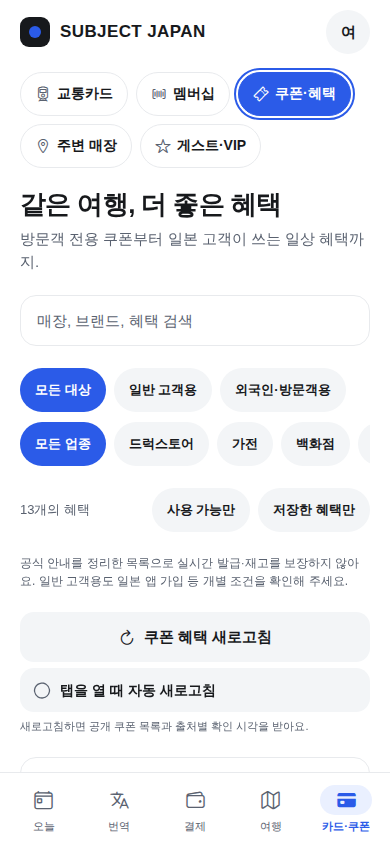 SUBJECT JAPAN
여
교통카드
멤버십
쿠폰·혜택
주변 매장
게스트·VIP
같은 여행, 더 좋은 혜택
방문객 전용 쿠폰부터 일본 고객이 쓰는 일상 혜택까
지.
매장, 브랜드, 혜택 검색
모든 대상
일반 고객용
외국인·방문객용
모든 업종
드럭스토어
가전
백화점
13개의 혜택
사용 가능만
저장한 혜택만
공식 안내를 정리한 목록으로 실시간 발급·재고를 보장하지 않아
요. 일반 고객용도 일본 앱 가입 등 개별 조건을 확인해 주세요.
쿠폰 혜택 새로고침
탭을 열 때 자동 새로고침
새로고침하면 공개 쿠폰 목록과 출처별 확인 시각을 받아요.
오늘
번역
결제
여행
카드·쿠폰